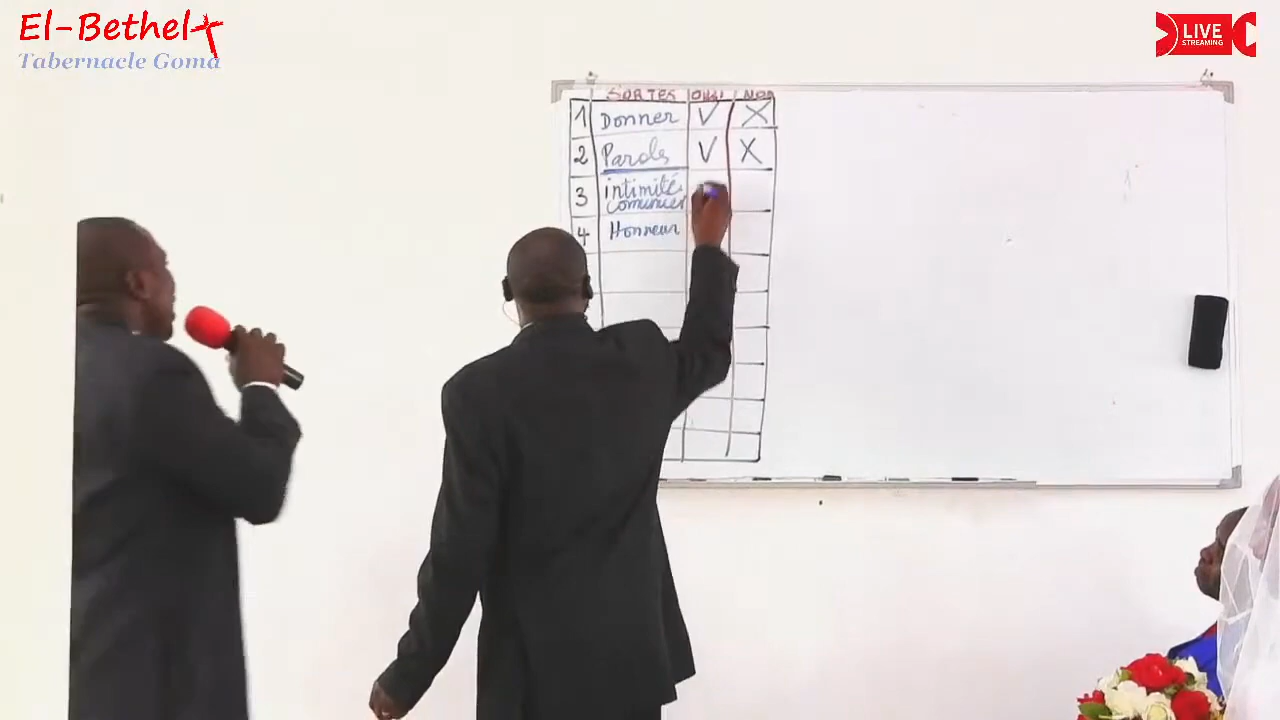 El-Bethel
Tabernacle Goma
LIVE
STREAMING
SORTES OUI NON
1 Donner V X
2 Parole V X
3 intimité
4 Honneur